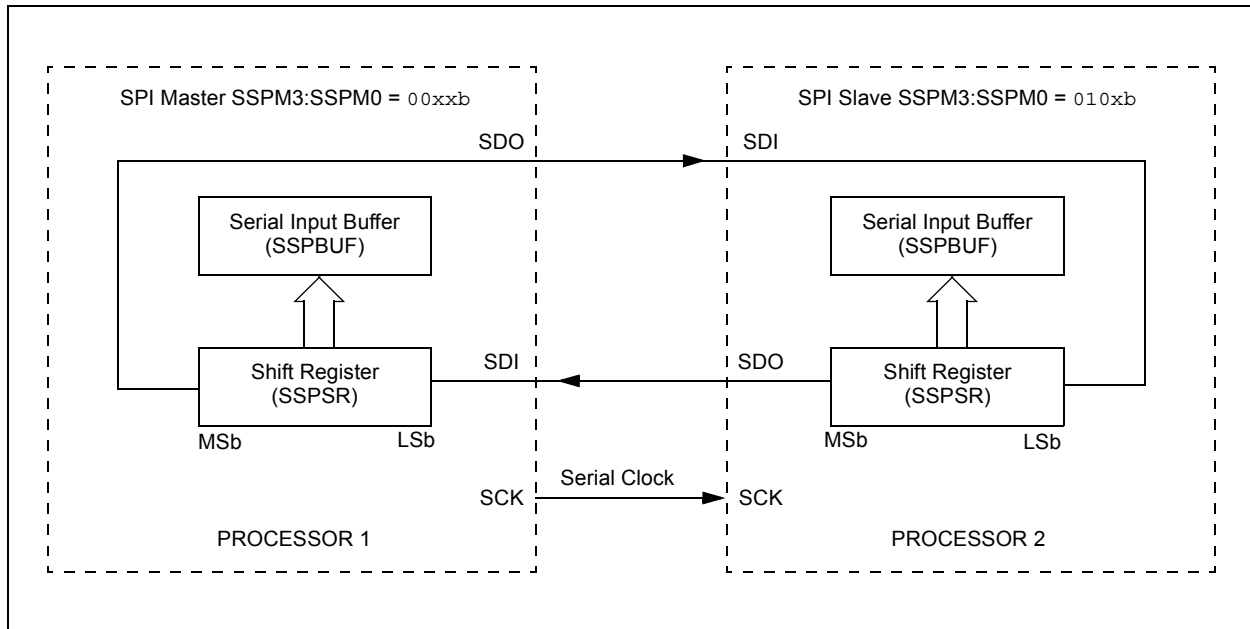 SPI Master SSPM3:SSPM0 = 00xxb
SDO
Serial Input Buffer
(SSPBUF)
Shift Register
(SSPSR)
MSb
LSb
SDI
SCK
PROCESSOR 1
Serial Clock
SPI Slave SSPM3:SSPM0 = 010xb
SDI
Serial Input Buffer
(SSPBUF)
SDO
Shift Register
(SSPSR)
MSb
LSb
SCK
PROCESSOR 2